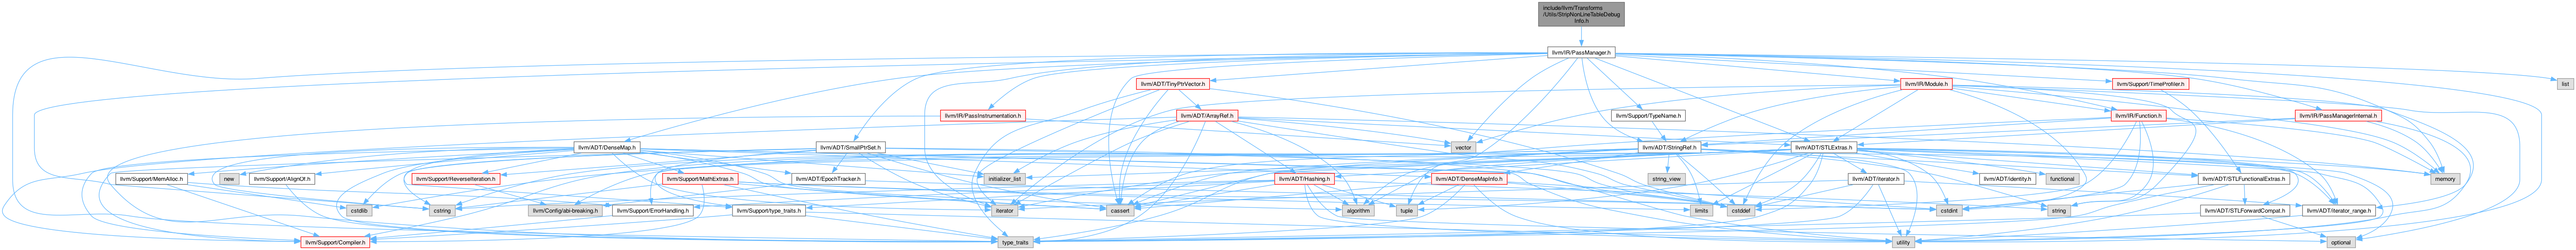 include/llvm/Transforms
/Utils/StripNonLineTableDebug
Info.h
llvm/IR/PassManager.h
llvm/ADT/TinyPtrVector.h
llvm/IR/Module.h
llvm/Support/TimeProfiler.h
list
llvm/IR/PassInstrumentation.h
llvm/ADT/ArrayRef.h
llvm/Support/TypeName.h
llvm/IR/Function.h
llvm/IR/PassManagerInternal.h
llvm/ADT/DenseMap.h
llvm/ADT/SmallPtrSet.h
vector
llvm/ADT/StringRef.h
llvm/ADT/STLExtras.h
llvm/Support/MemAlloc.h
new
llvm/Support/AlignOf.h
llvm/Support/ReverseIteration.h
llvm/Support/MathExtras.h
llvm/ADT/EpochTracker.h
initializer_list
llvm/ADT/Hashing.h
llvm/ADT/DenseMapInfo.h
string_view
llvm/ADT/iterator.h
llvm/ADT/identity.h
functional
llvm/ADT/STLFunctionalExtras.h
memory
cstdlib
cstring
llvm/Config/abi-breaking.h
llvm/Support/ErrorHandling.h
llvm/Support/type_traits.h
iterator
cassert
algorithm
tuple
limits
cstddef
cstdint
string
llvm/ADT/STLForwardCompat.h
llvm/ADT/iterator_range.h
llvm/Support/Compiler.h
type_traits
utility
optional